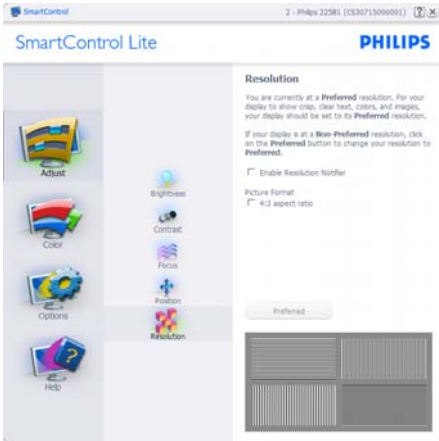 SmartControl
2 - Philips 225B1 (CS30715000001)
SmartControl Lite
PHILIPS
Adjust
Color
Options
Help
Brightness
Contrast
Focus
Position
Resolution
Resolution
You are currently at a Preferred resolution. For your
display to show crisp, clear text, colors, and images,
your display should be set to its Preferred resolution.
If your display is at a Non-Preferred resolution, click
on the Preferred button to change your resolution to
Preferred.
Enable Resolution Notifier
Picture Format
4:3 aspect ratio
Preferred